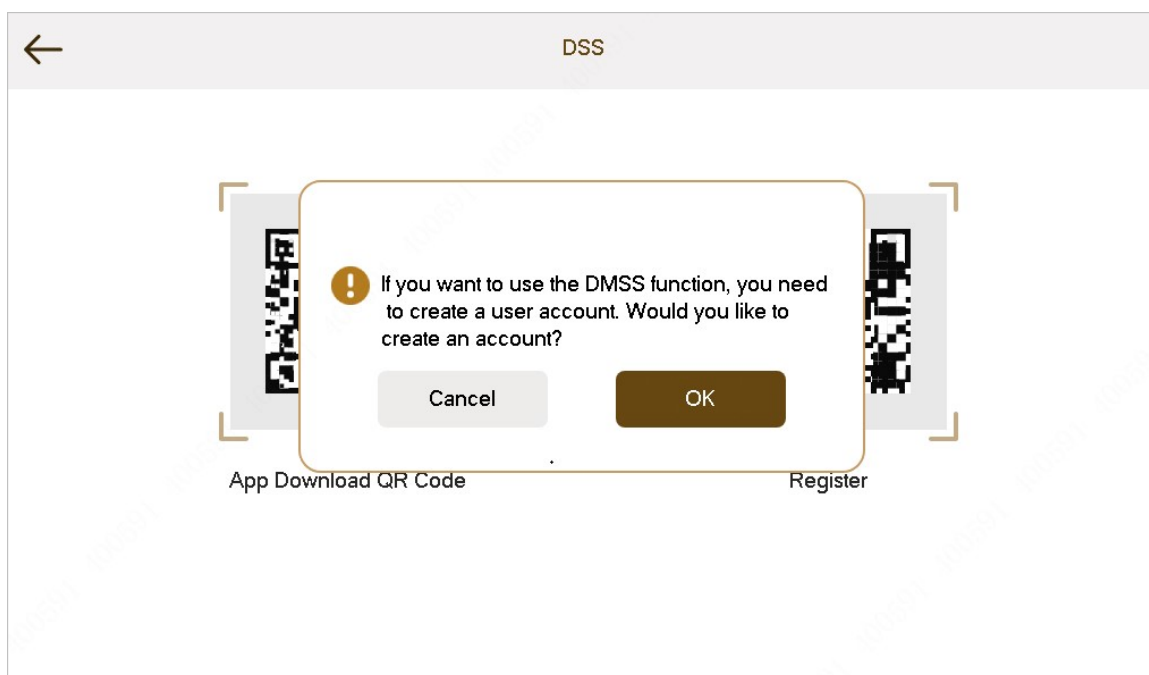 DSS
If you want to use the DMSS function, you need
to create a user account. Would you like to
create an account?
Cancel
OK
App Download QR Code
Register